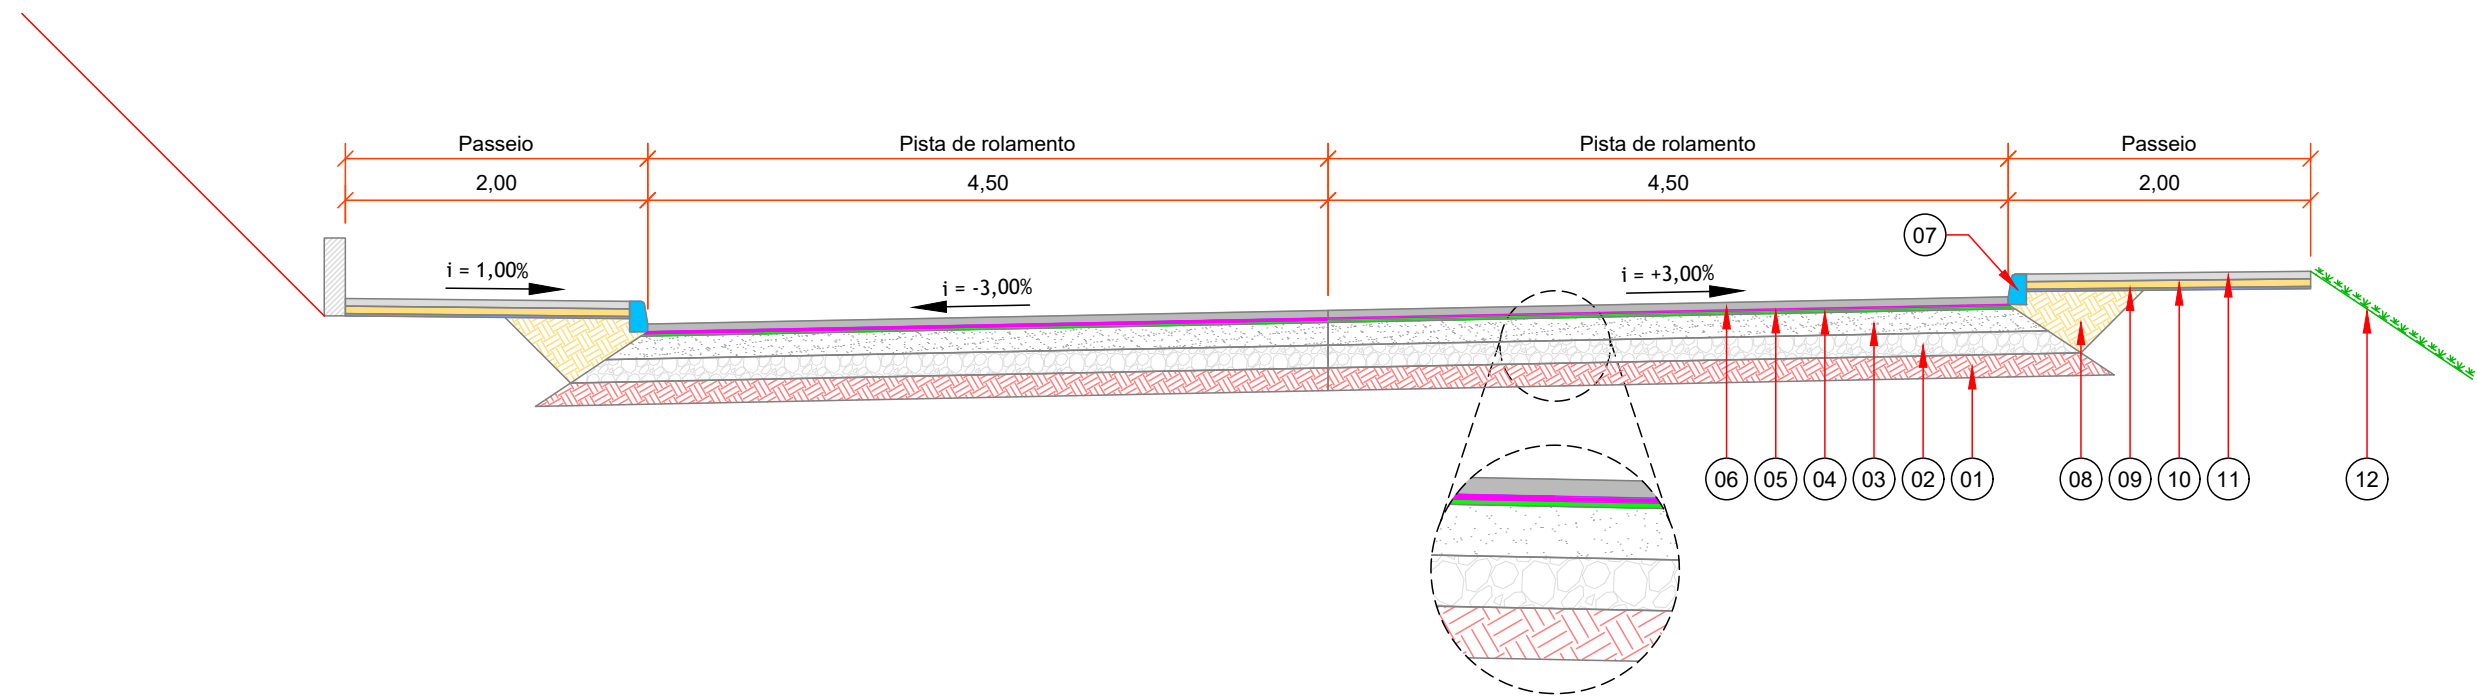 Passeio
Pista de rolamento
Pista de rolamento
Passeio
2,00
4,50
4,50
2,00
07
i = 1,00%
i = -3,00%
i = +3,00%
06
05
04
03
02
01
08
09
10
11
12